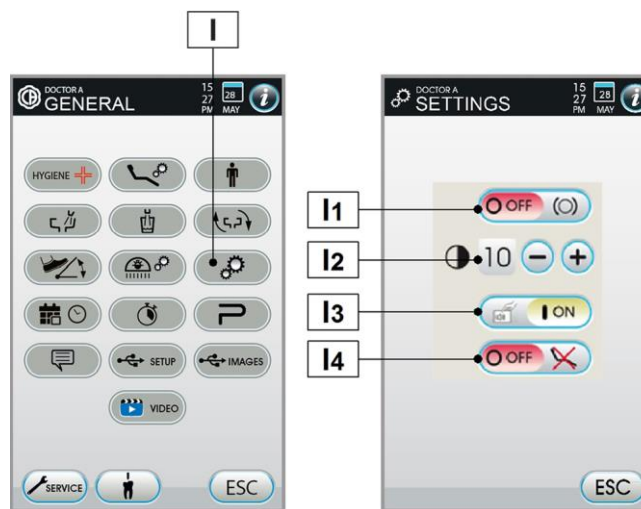 I
DOCTOR A
GENERAL
15
27
PM
28
MAY
i
HYGIENE
SETUP
IMAGES
VIDEO
SERVICE
ESC
DOCTOR A
SETTINGS
15
27
PM
28
MAY
i
I1
OFF
I2
10
I3
ON
I4
OFF
ESC